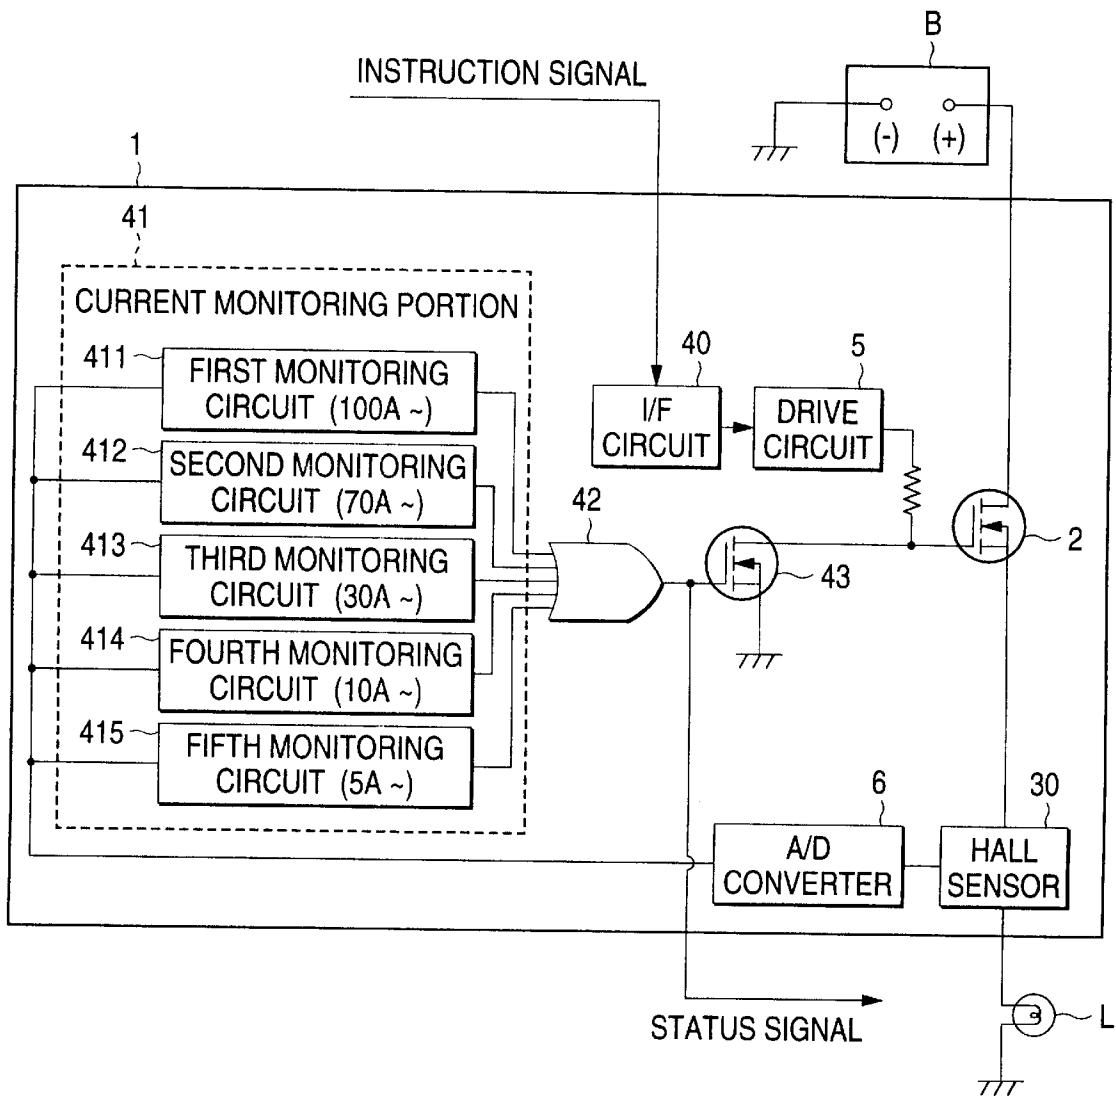 B
INSTRUCTION SIGNAL
(-) (+)
1
41
CURRENT MONITORING PORTION
411
FIRST MONITORING
CIRCUIT (100A ~)
412
SECOND MONITORING
CIRCUIT (70A ~)
413
THIRD MONITORING
CIRCUIT (30A ~)
414
FOURTH MONITORING
CIRCUIT (10A ~)
415
FIFTH MONITORING
CIRCUIT (5A ~)
40
I/F
CIRCUIT
5
DRIVE
CIRCUIT
42
43
2
6
A/D
CONVERTER
30
HALL
SENSOR
STATUS SIGNAL
L